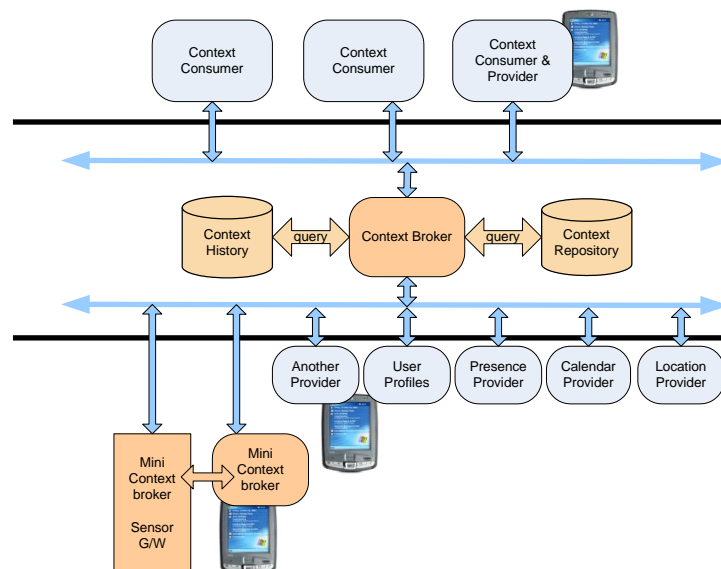 Context
Consumer
Context
Consumer
Context
Consumer &
Provider
Context
History
query
Context Broker
query
Context
Repository
Another
Provider
User
Profiles
Presence
Provider
Calendar
Provider
Location
Provider
Mini
Context
broker
Sensor
G/W
Mini
Context
broker